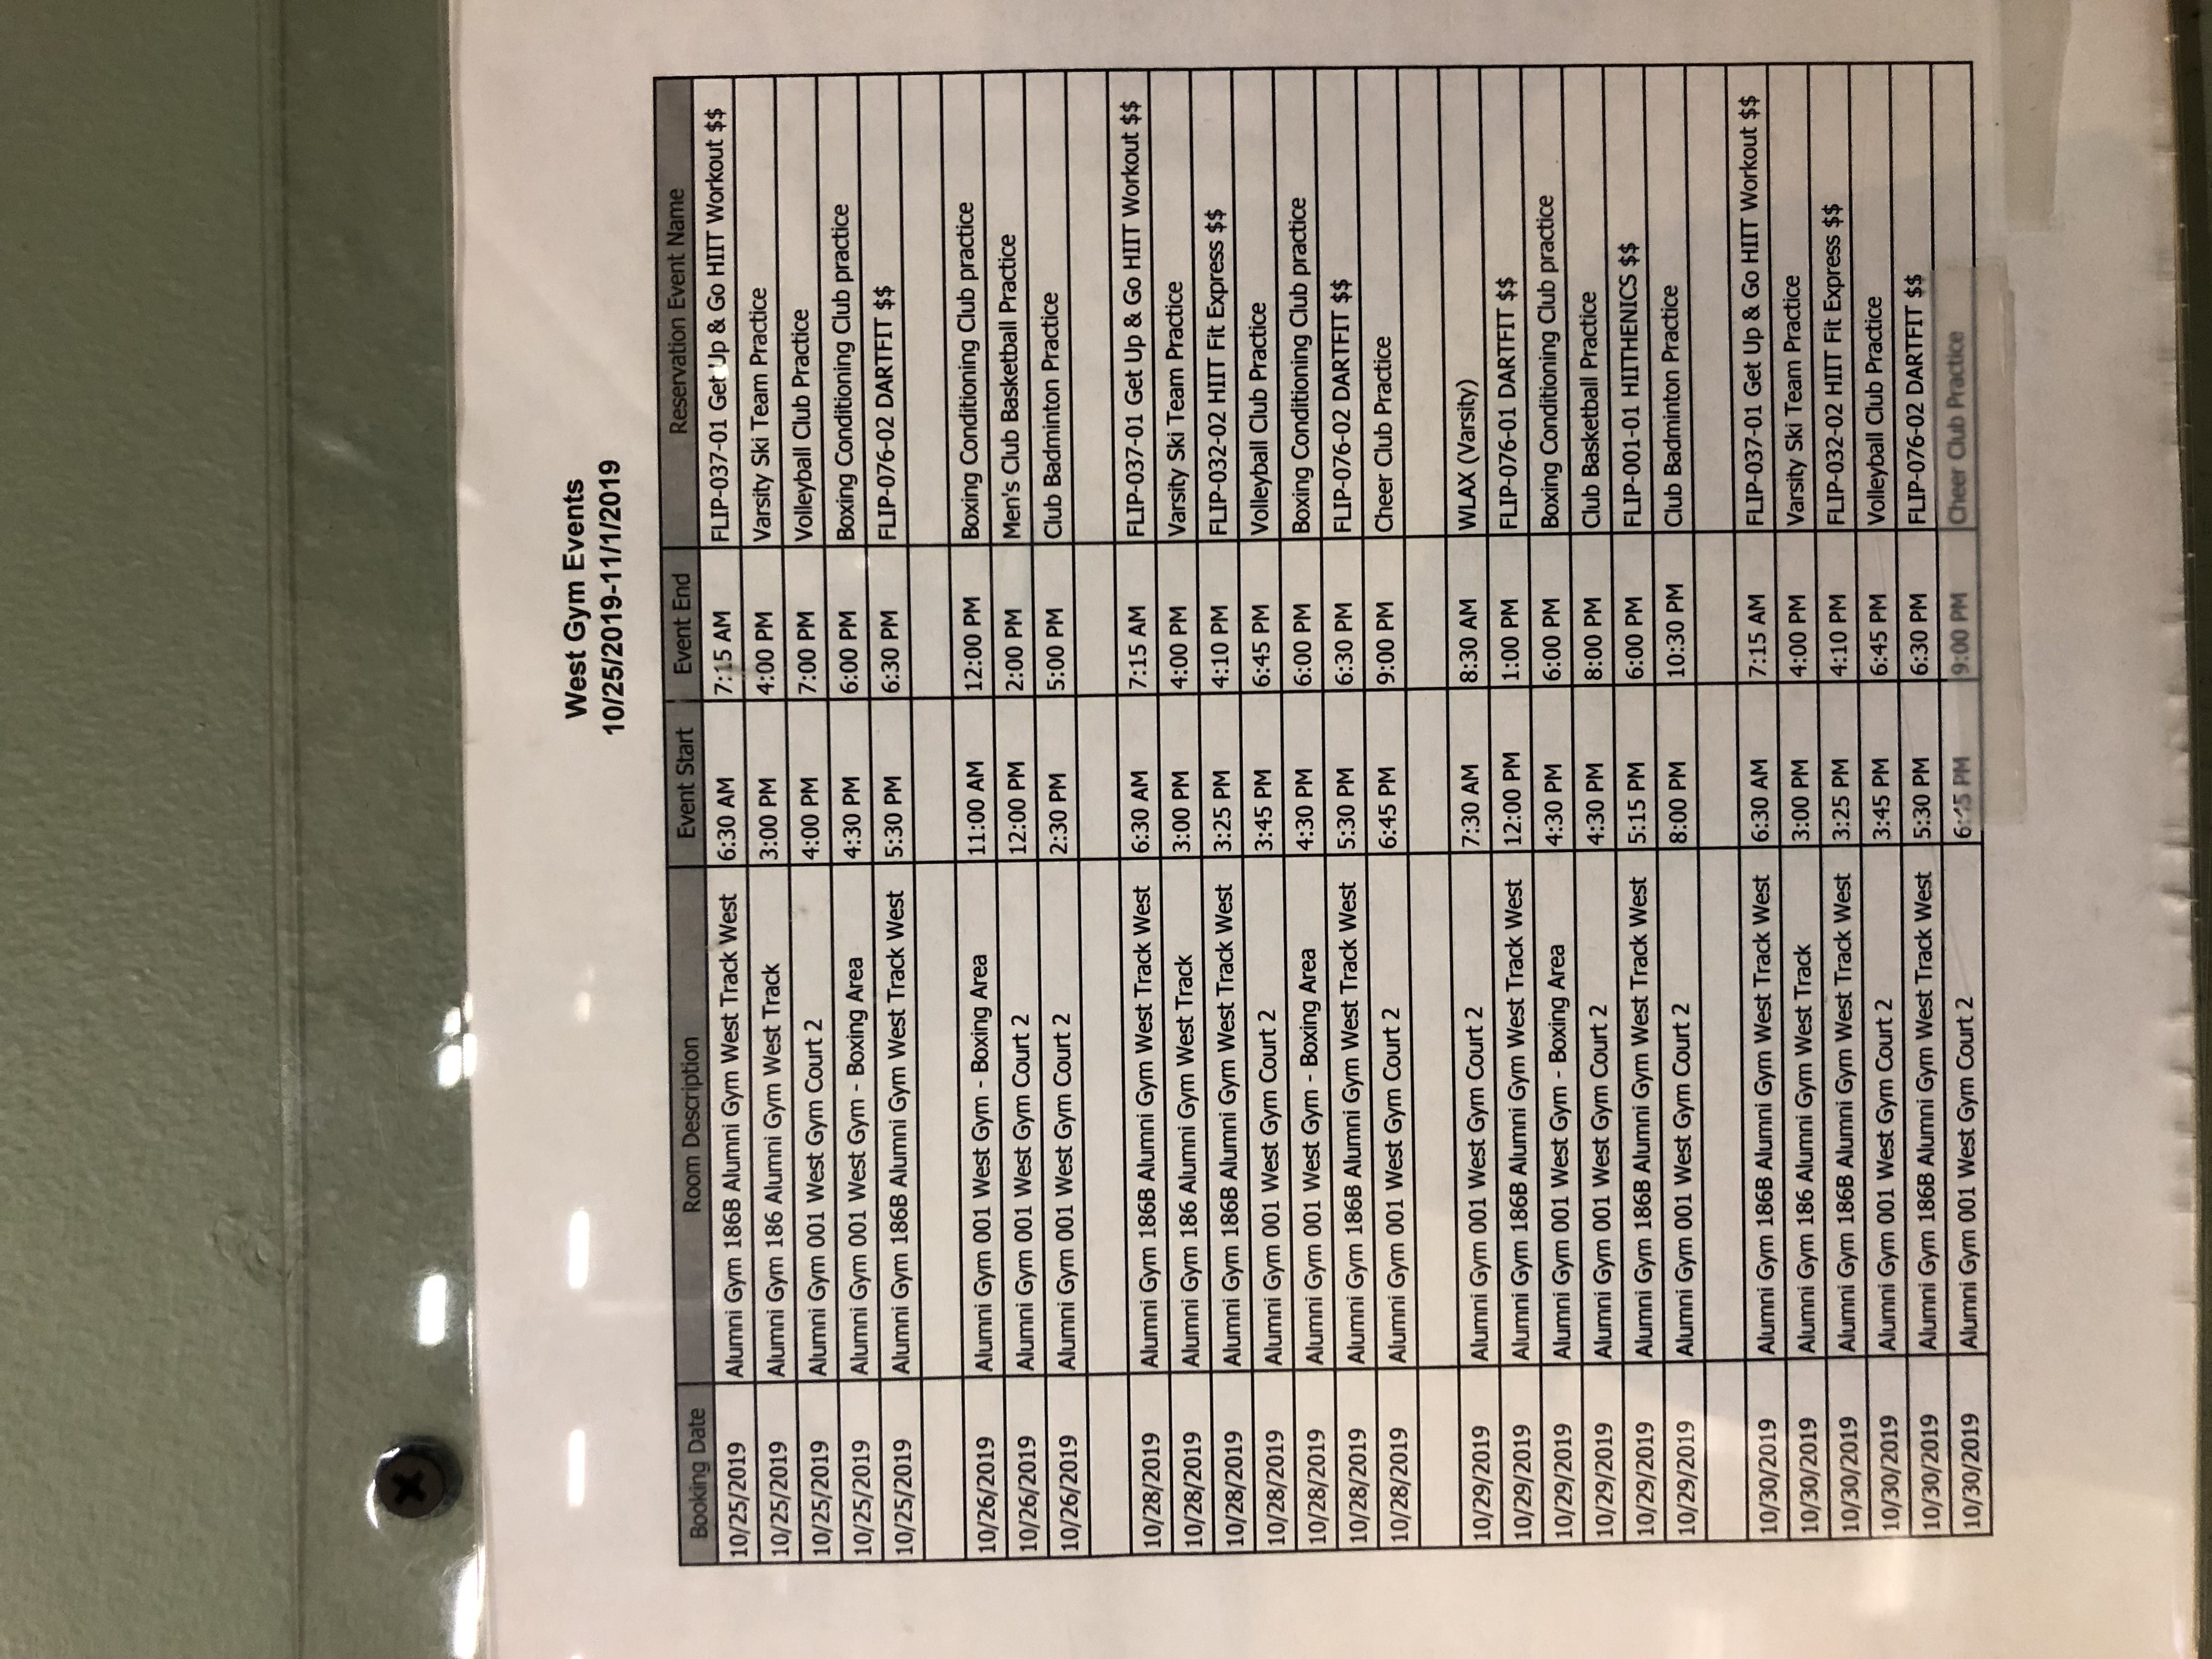 West Gym Events
10/25/2019-11/1/2019
Booking Date Room Description Event Start Event End Reservation Event Name
10/25/2019 Alumni Gym 186B Alumni Gym West Track West 6:30 AM 7:15 AM FLIP-037-01 Get Up & Go HIIT Workout $$
10/25/2019 Alumni Gym 186 Alumni Gym West Track 3:00 PM 4:00 PM Varsity Ski Team Practice
10/25/2019 Alumni Gym 001 West Gym Court 2 4:00 PM 7:00 PM Volleyball Club Practice
10/25/2019 Alumni Gym 001 West Gym - Boxing Area 4:30 PM 6:00 PM Boxing Conditioning Club practice
10/25/2019 Alumni Gym 186B Alumni Gym West Track West 5:30 PM 6:30 PM FLIP-076-02 DARTFIT $$
10/26/2019 Alumni Gym 001 West Gym - Boxing Area 11:00 AM 12:00 PM Boxing Conditioning Club practice
10/26/2019 Alumni Gym 001 West Gym Court 2 12:00 PM 2:00 PM Men's Club Basketball Practice
10/26/2019 Alumni Gym 001 West Gym Court 2 2:30 PM 5:00 PM Club Badminton Practice
10/28/2019 Alumni Gym 186B Alumni Gym West Track West 6:30 AM 7:15 AM FLIP-037-01 Get Up & Go HIIT Workout $$
10/28/2019 Alumni Gym 186 Alumni Gym West Track 3:00 PM 4:00 PM Varsity Ski Team Practice
10/28/2019 Alumni Gym 186B Alumni Gym West Track West 3:25 PM 4:10 PM FLIP-032-02 HIIT Fit Express $$
10/28/2019 Alumni Gym 001 West Gym Court 2 3:45 PM 6:45 PM Volleyball Club Practice
10/28/2019 Alumni Gym 001 West Gym - Boxing Area 4:30 PM 6:00 PM Boxing Conditioning Club practice
10/28/2019 Alumni Gym 186B Alumni Gym West Track West 5:30 PM 6:30 PM FLIP-076-02 DARTFIT $$
10/28/2019 Alumni Gym 001 West Gym Court 2 6:45 PM 9:00 PM Cheer Club Practice
10/29/2019 Alumni Gym 001 West Gym Court 2 7:30 AM 8:30 AM WLAX (Varsity)
10/29/2019 Alumni Gym 186B Alumni Gym West Track West 12:00 PM 1:00 PM FLIP-076-01 DARTFIT $$
10/29/2019 Alumni Gym 001 West Gym - Boxing Area 4:30 PM 6:00 PM Boxing Conditioning Club practice
10/29/2019 Alumni Gym 001 West Gym Court 2 4:30 PM 8:00 PM Club Basketball Practice
10/29/2019 Alumni Gym 186B Alumni Gym West Track West 5:15 PM 6:00 PM FLIP-001-01 HIITHENICS $$
10/29/2019 Alumni Gym 001 West Gym Court 2 8:00 PM 10:30 PM Club Badminton Practice
10/30/2019 Alumni Gym 186B Alumni Gym West Track West 6:30 AM 7:15 AM FLIP-037-01 Get Up & Go HIIT Workout $$
10/30/2019 Alumni Gym 186 Alumni Gym West Track 3:00 PM 4:00 PM Varsity Ski Team Practice
10/30/2019 Alumni Gym 186B Alumni Gym West Track West 3:25 PM 4:10 PM FLIP-032-02 HIIT Fit Express $$
10/30/2019 Alumni Gym 001 West Gym Court 2 3:45 PM 6:45 PM Volleyball Club Practice
10/30/2019 Alumni Gym 186B Alumni Gym West Track West 5:30 PM 6:30 PM FLIP-076-02 DARTFIT $$
10/30/2019 Alumni Gym 001 West Gym Court 2 6:45 PM 9:00 PM Cheer Club Practice